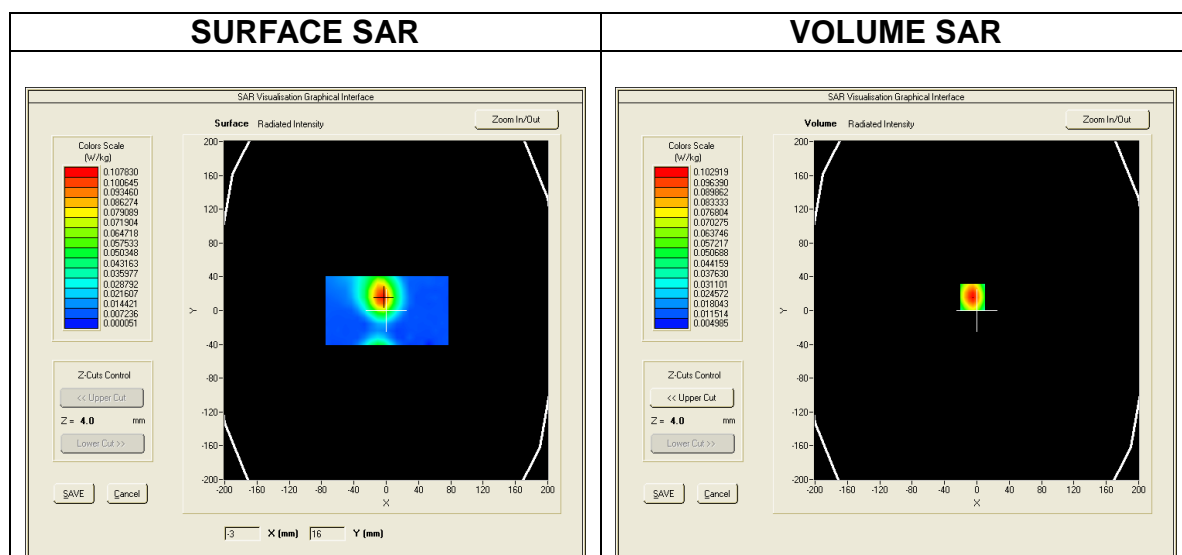 SURFACE SAR
VOLUME SAR
SAR Visualisation Graphical Interface
Surface Radiated Intensity
Zoom In/Out
Colors Scale
(W/kg)
0.107830
0.100645
0.093460
0.086274
0.079089
0.071904
0.064718
0.057533
0.050348
0.043163
0.035977
0.028792
0.021607
0.014421
0.007236
0.000051
Z-Cuts Control
<< Upper Cut
Z = 4.0 mm
Lower Cut >>
SAVE Cancel
200
160
120
80
40
0
-40
-80
-120
-160
-200
Y
-200 -160 -120 -80 -40 0 40 80 120 160 200
X
-3 X (mm) 16 Y (mm)
SAR Visualisation Graphical Interface
Volume Radiated Intensity
Zoom In/Out
Colors Scale
(W/kg)
0.102919
0.096390
0.089862
0.083333
0.076804
0.070275
0.063746
0.057217
0.050688
0.044159
0.037630
0.031101
0.024572
0.018043
0.011514
0.004985
Z-Cuts Control
<< Upper Cut
Z = 4.0 mm
Lower Cut >>
SAVE Cancel
200
160
120
80
40
0
-40
-80
-120
-160
-200
Y
-200 -160 -120 -80 -40 0 40 80 120 160 200
X